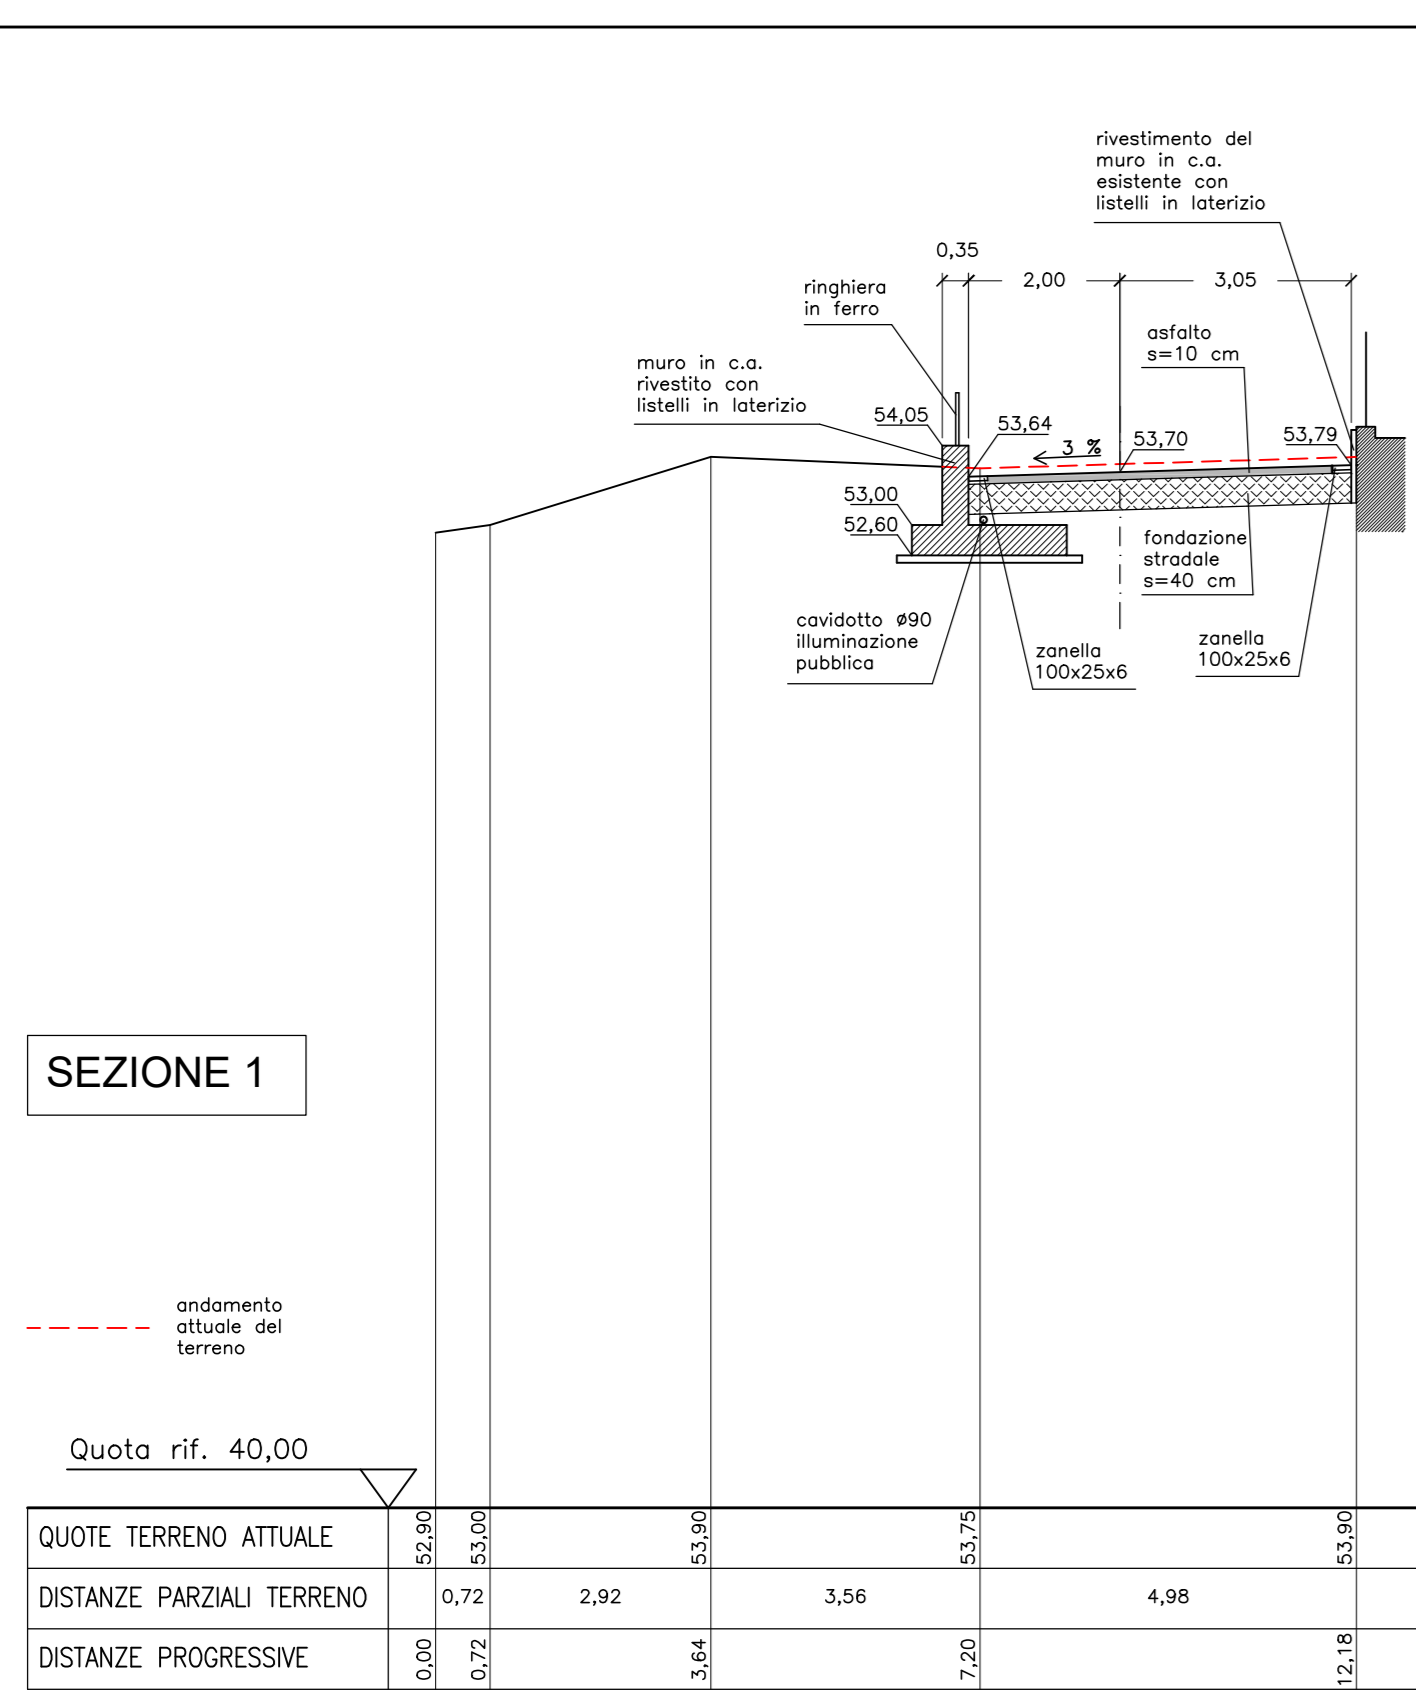 rivestimento del
muro in c.a.
esistente con
listelli in laterizio
0,35
2,00
3,05
ringhiera
in ferro
asfalto
s=10 cm
muro in c.a.
rivestito con
listelli in laterizio
54,05
53,64
3 %
53,70
53,79
53,00
52,60
fondazione
stradale
s=40 cm
cavidotto ø90
illuminazione
pubblica
zanella
100x25x6
zanella
100x25x6
SEZIONE 1
andamento
attuale del
terreno
Quota rif. 40,00
QUOTE TERRENO ATTUALE 52,90 53,00 53,90 53,75 53,90
DISTANZE PARZIALI TERRENO 0,72 2,92 3,56 4,98
DISTANZE PROGRESSIVE 0,00 0,72 3,64 7,20 12,18